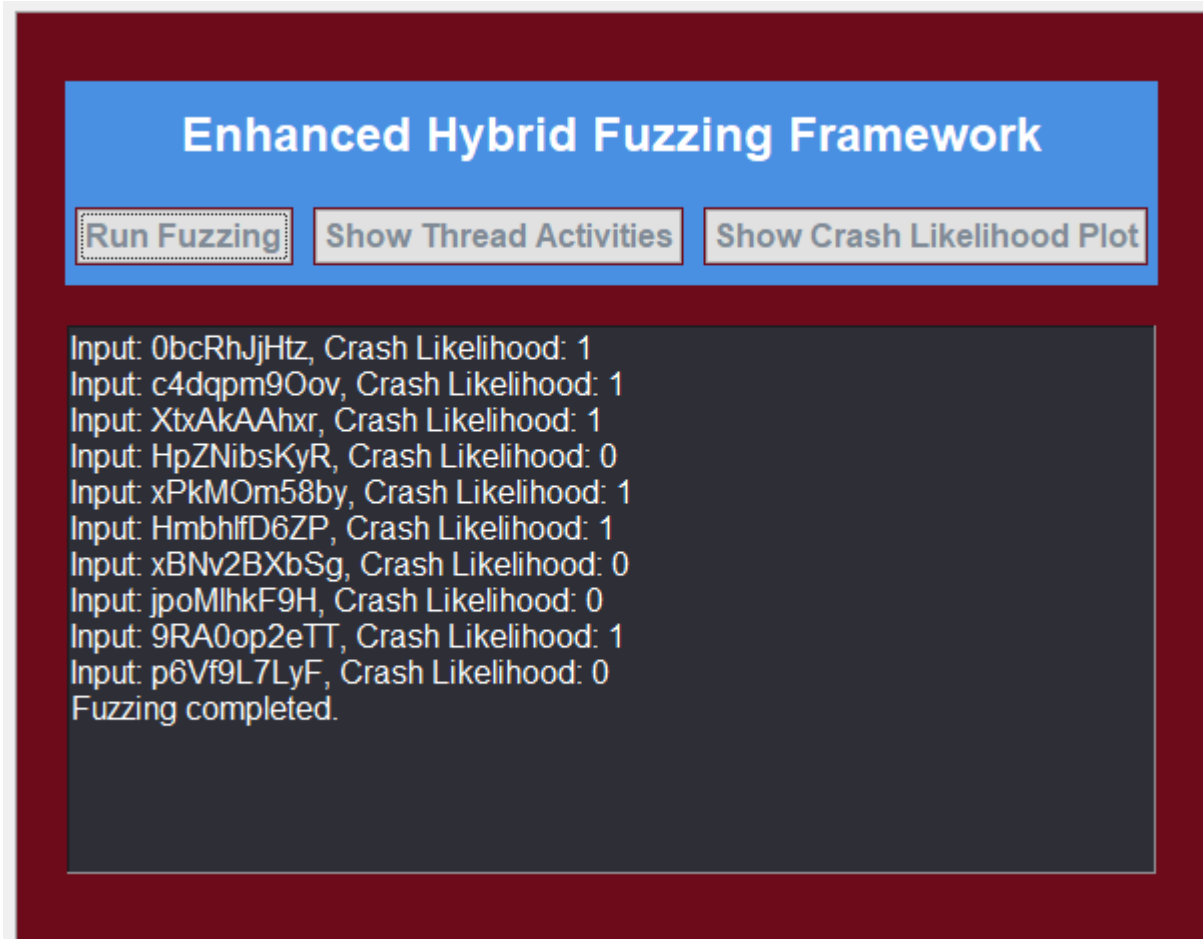 Enhanced Hybrid Fuzzing Framework
Run Fuzzing Show Thread Activities Show Crash Likelihood Plot
Input: 0bcRhJjHtz, Crash Likelihood: 1
Input: c4dqpm9Oov, Crash Likelihood: 1
Input: XtxAkAAhxr, Crash Likelihood: 1
Input: HpZNibsKyR, Crash Likelihood: 0
Input: xPkMOm58by, Crash Likelihood: 1
Input: HmbhlfD6ZP, Crash Likelihood: 1
Input: xBNv2BXbSg, Crash Likelihood: 0
Input: jpoMlhkF9H, Crash Likelihood: 0
Input: 9RA0op2eTT, Crash Likelihood: 1
Input: p6Vf9L7LyF, Crash Likelihood: 0
Fuzzing completed.